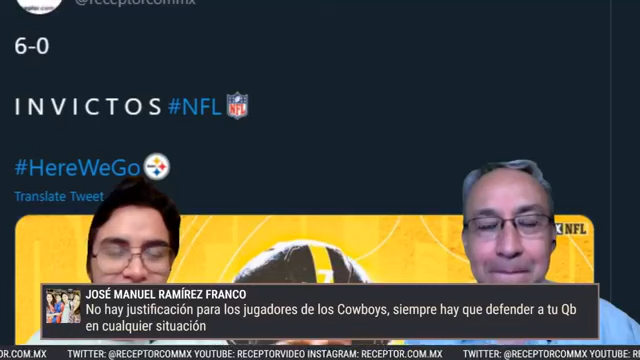 @receptorcommx
6-0
I N V I C T O S #NFL
#HereWeGo
Translate Tweet
NFL
JOSÉ MANUEL RAMÍREZ FRANCO
No hay justificación para los jugadores de los Cowboys, siempre hay que defender a tu Qb
en cualquier situación
TOR.COM.MX TWITTER: @RECEPTORCOMMX YOUTUBE: RECEPTORVIDEO INSTAGRAM: RECEPTOR.COM.MX TWITTER: @RECEPTORCOMMX YOUTUBE: RE